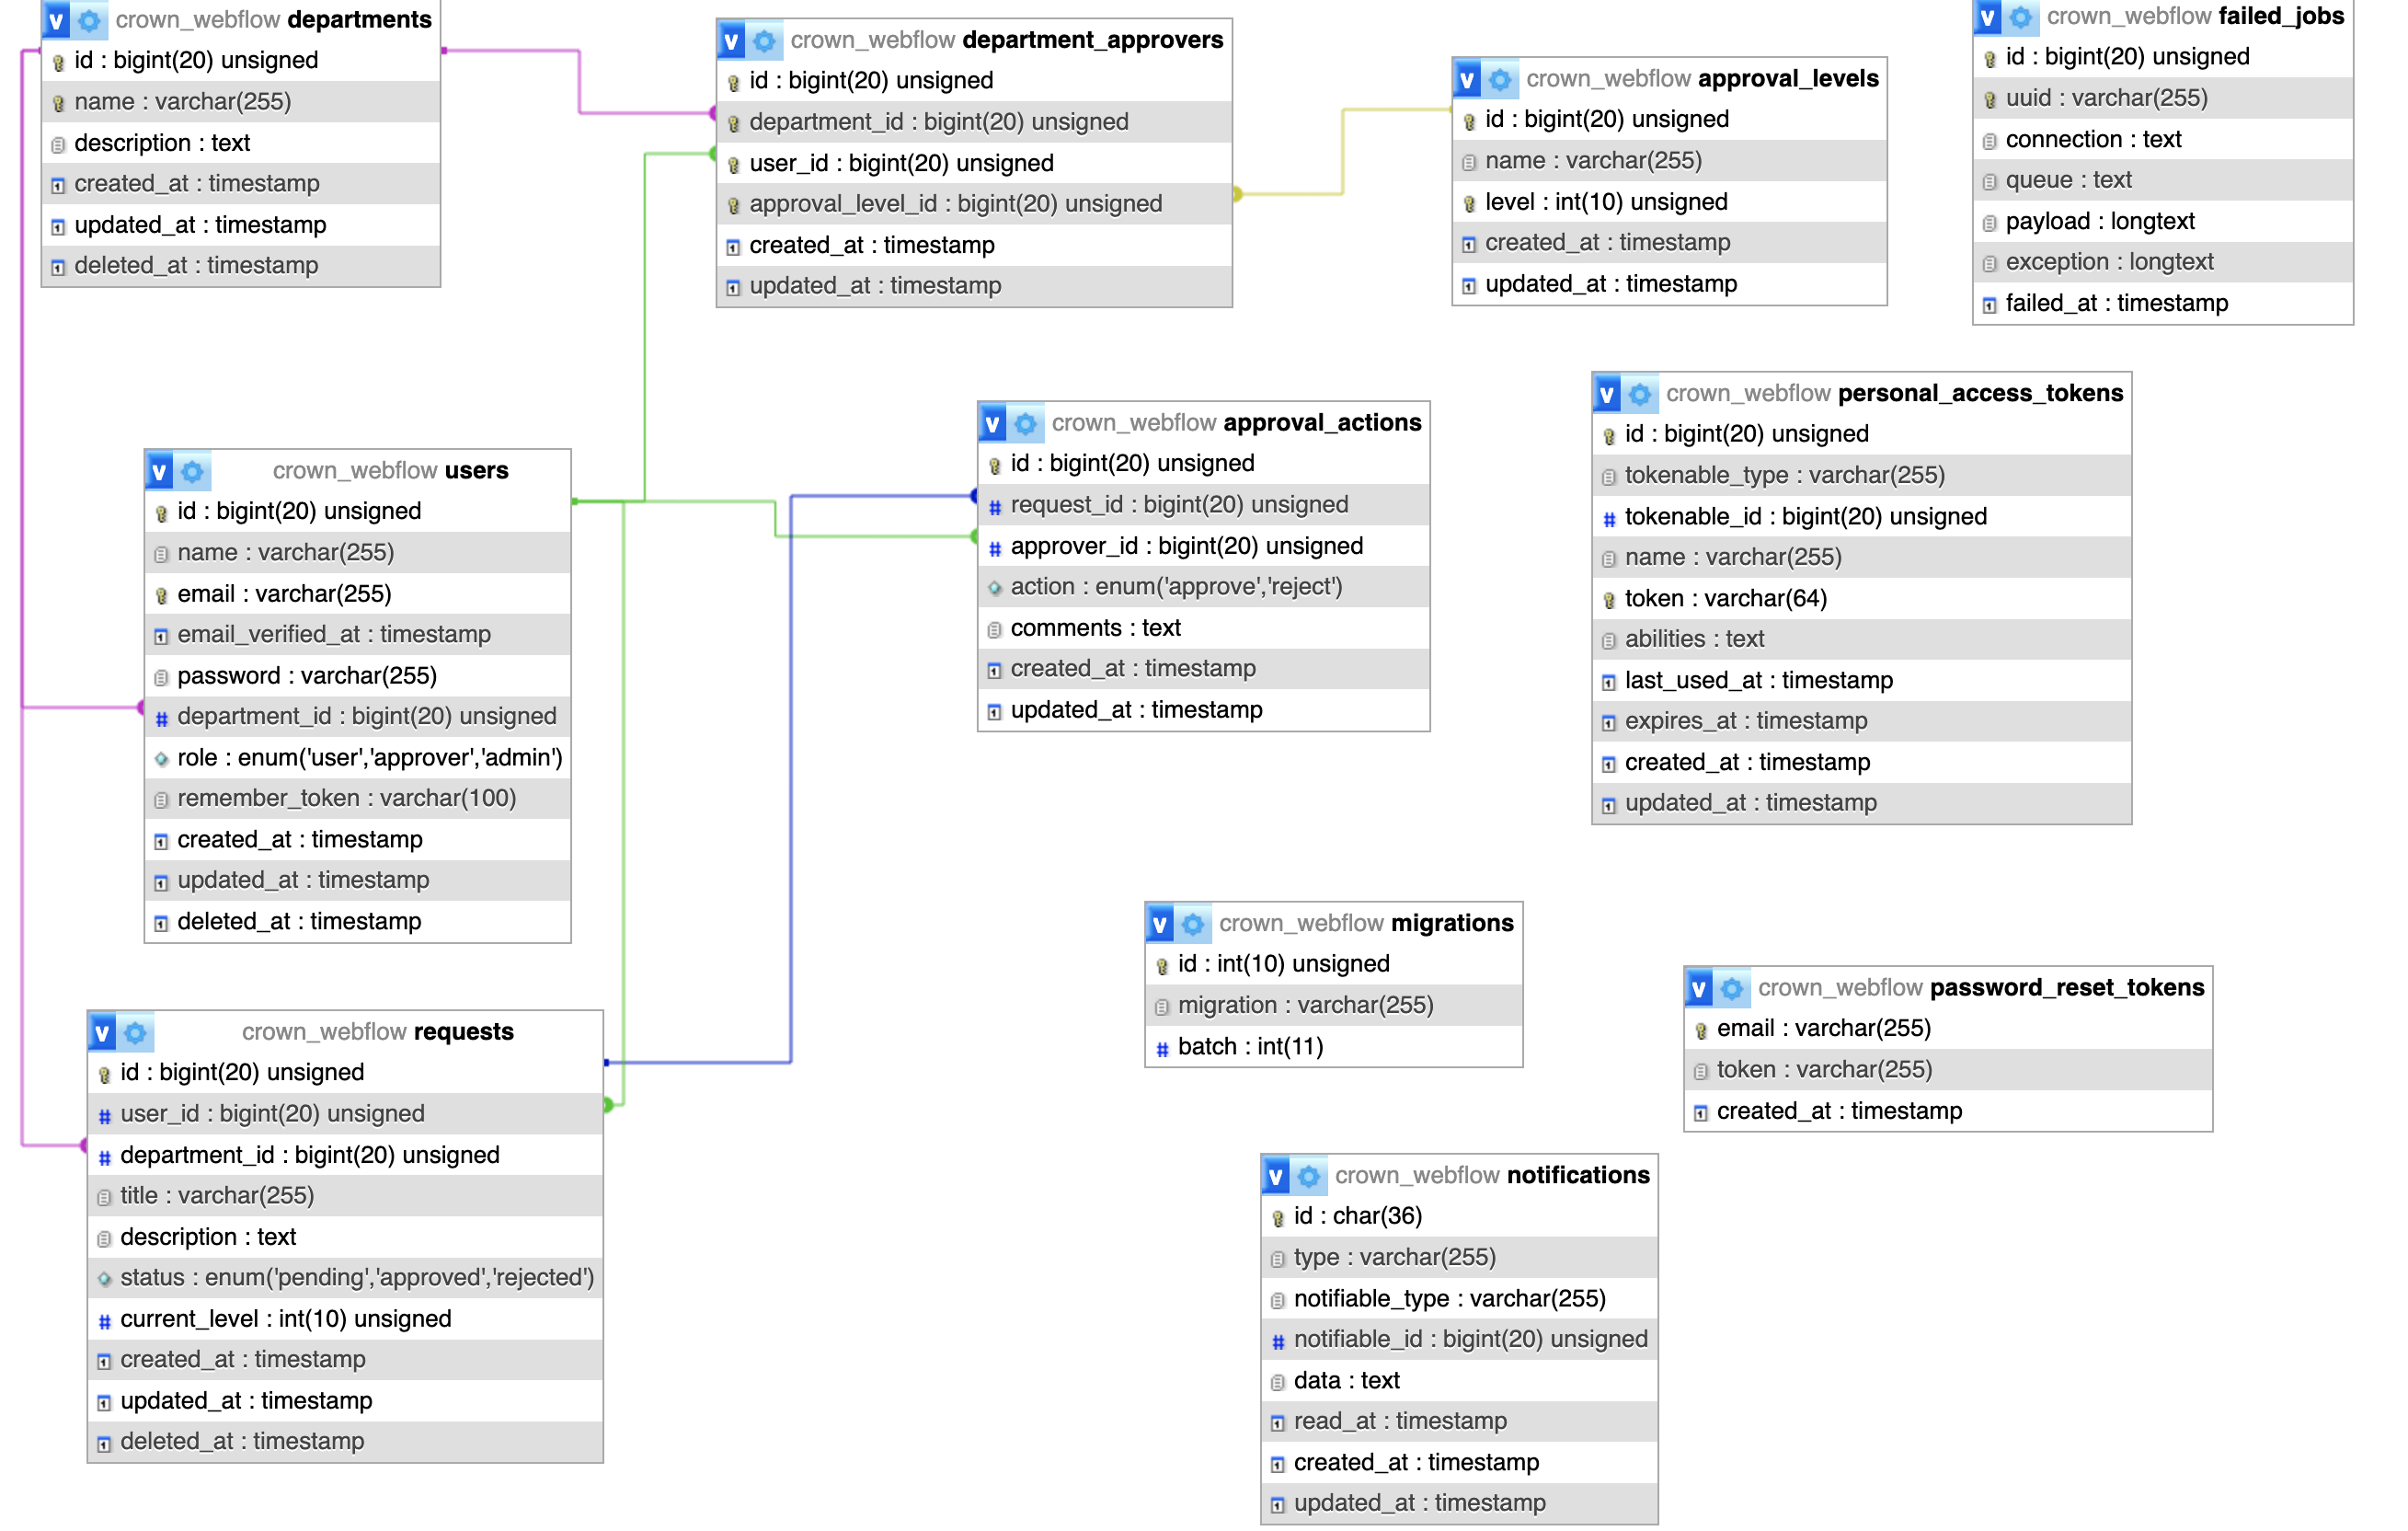 crown_webflow departments
id : bigint(20) unsigned
name : varchar(255)
description : text
created_at : timestamp
updated_at : timestamp
deleted_at : timestamp
crown_webflow department_approvers
id : bigint(20) unsigned
department_id : bigint(20) unsigned
user_id : bigint(20) unsigned
approval_level_id : bigint(20) unsigned
created_at : timestamp
updated_at : timestamp
crown_webflow approval_levels
id : bigint(20) unsigned
name : varchar(255)
level : int(10) unsigned
created_at : timestamp
updated_at : timestamp
crown_webflow failed_jobs
id : bigint(20) unsigned
uuid : varchar(255)
connection : text
queue : text
payload : longtext
exception : longtext
failed_at : timestamp
crown_webflow users
id : bigint(20) unsigned
name : varchar(255)
email : varchar(255)
email_verified_at : timestamp
password : varchar(255)
department_id : bigint(20) unsigned
role : enum('user','approver','admin')
remember_token : varchar(100)
created_at : timestamp
updated_at : timestamp
deleted_at : timestamp
crown_webflow approval_actions
id : bigint(20) unsigned
request_id : bigint(20) unsigned
approver_id : bigint(20) unsigned
action : enum('approve','reject')
comments : text
created_at : timestamp
updated_at : timestamp
crown_webflow personal_access_tokens
id : bigint(20) unsigned
tokenable_type : varchar(255)
tokenable_id : bigint(20) unsigned
name : varchar(255)
token : varchar(64)
abilities : text
last_used_at : timestamp
expires_at : timestamp
created_at : timestamp
updated_at : timestamp
crown_webflow requests
id : bigint(20) unsigned
user_id : bigint(20) unsigned
department_id : bigint(20) unsigned
title : varchar(255)
description : text
status : enum('pending','approved','rejected')
current_level : int(10) unsigned
created_at : timestamp
updated_at : timestamp
deleted_at : timestamp
crown_webflow migrations
id : int(10) unsigned
migration : varchar(255)
batch : int(11)
crown_webflow password_reset_tokens
email : varchar(255)
token : varchar(255)
created_at : timestamp
crown_webflow notifications
id : char(36)
type : varchar(255)
notifiable_type : varchar(255)
notifiable_id : bigint(20) unsigned
data : text
read_at : timestamp
created_at : timestamp
updated_at : timestamp